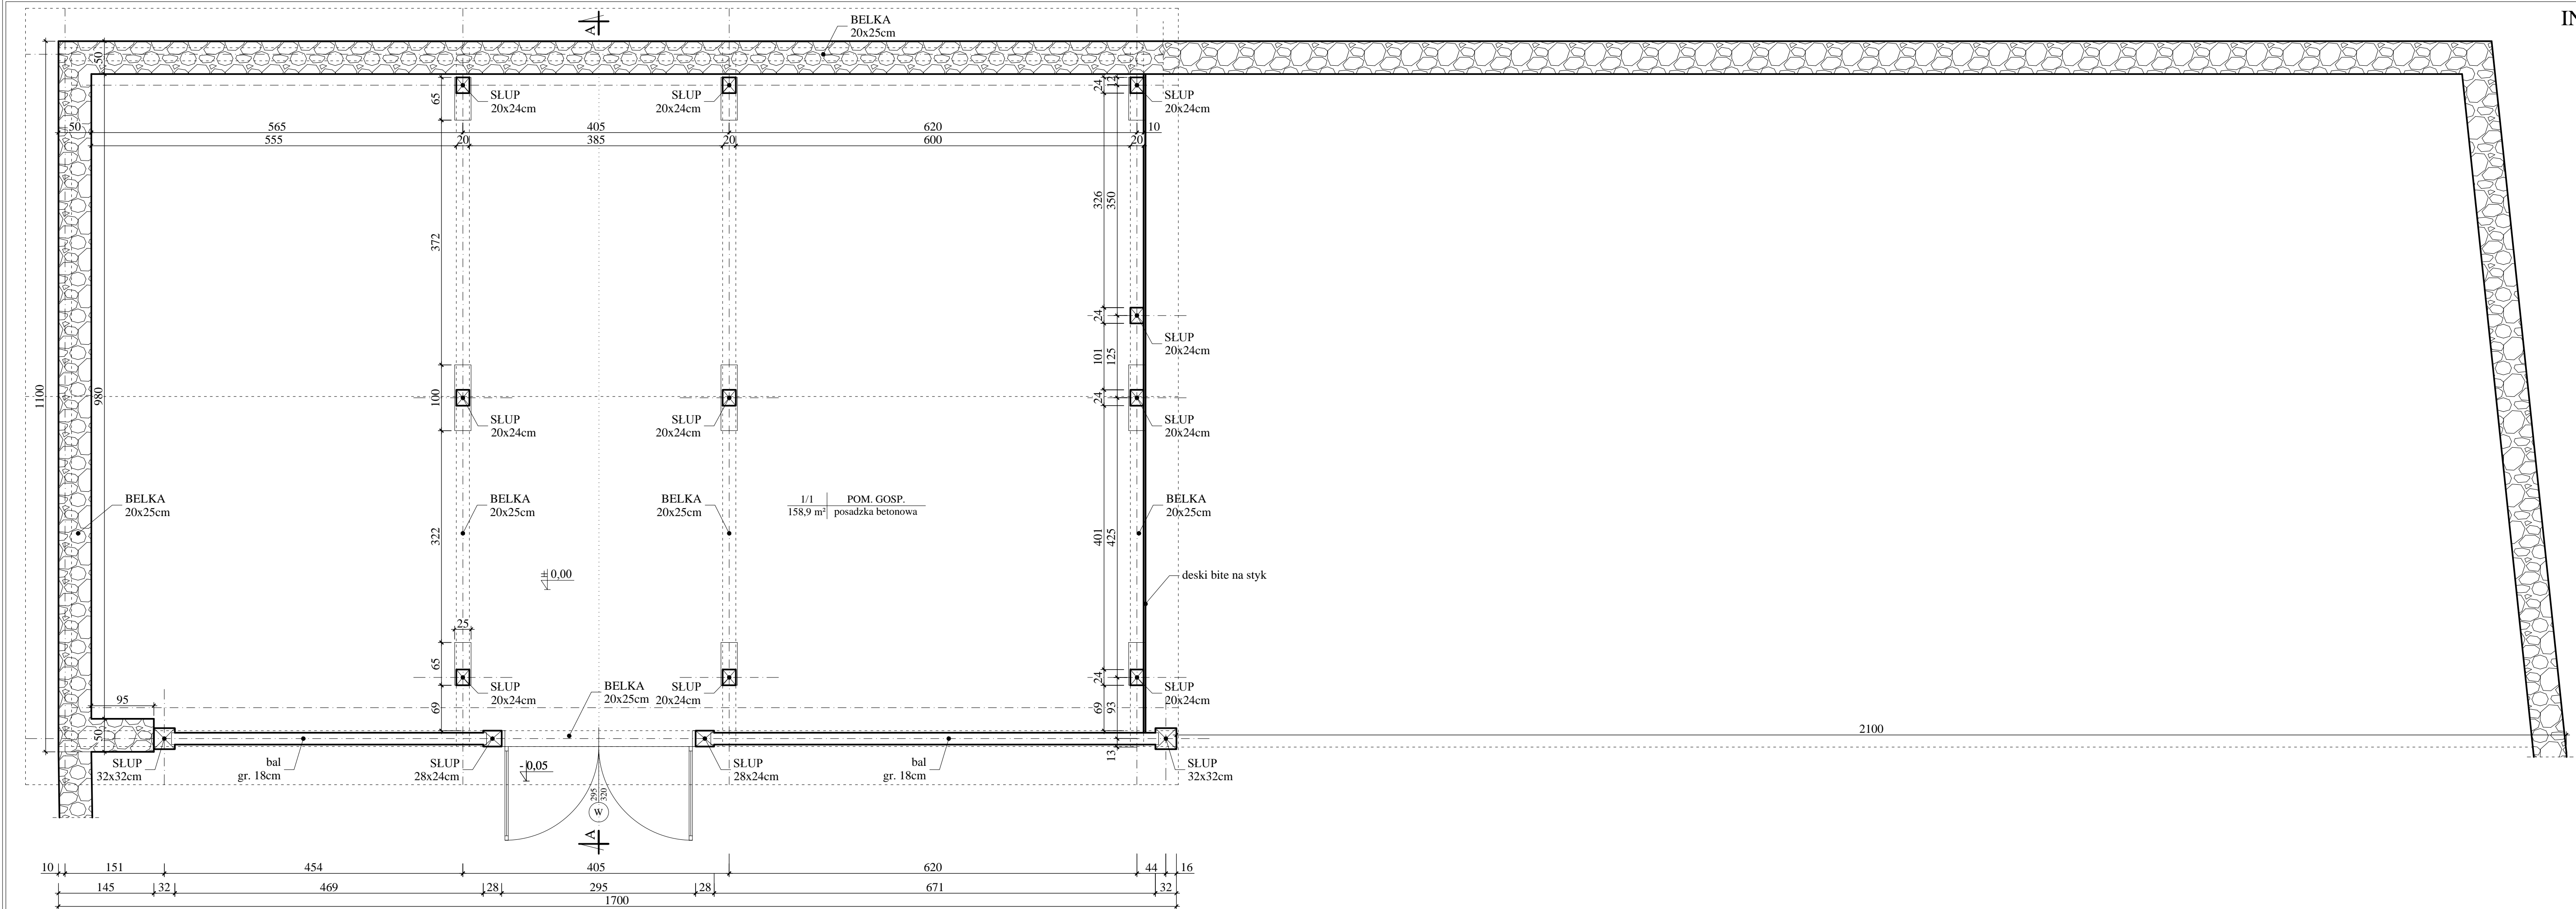 IN
A
BELKA
20x25cm
50
65
SŁUP
20x24cm
SŁUP
20x24cm
24
12
SŁUP
20x24cm
50
565
405
620
10
555
20
385
20
600
20
326
350
372
24
SŁUP
20x24cm
101
125
1100
980
100
24
SŁUP
20x24cm
SŁUP
20x24cm
SŁUP
20x24cm
BELKA
20x25cm
BELKA
20x25cm
BELKA
20x25cm
1/1 POM. GOSP.
158,9 m² posadzka betonowa
BELKA
20x25cm
322
401
425
± 0,00
deski bite na styk
25
65
24
SŁUP
20x24cm
BELKA
20x25cm
SŁUP
20x24cm
SŁUP
20x24cm
95
69
69
93
50
2100
13
SŁUP
32x32cm
bal
gr. 18cm
SŁUP
28x24cm
- 0,05
SŁUP
28x24cm
bal
gr. 18cm
SŁUP
32x32cm
295
320
W
A
10
151
454
405
620
44
16
145
32
469
28
295
28
671
32
1700